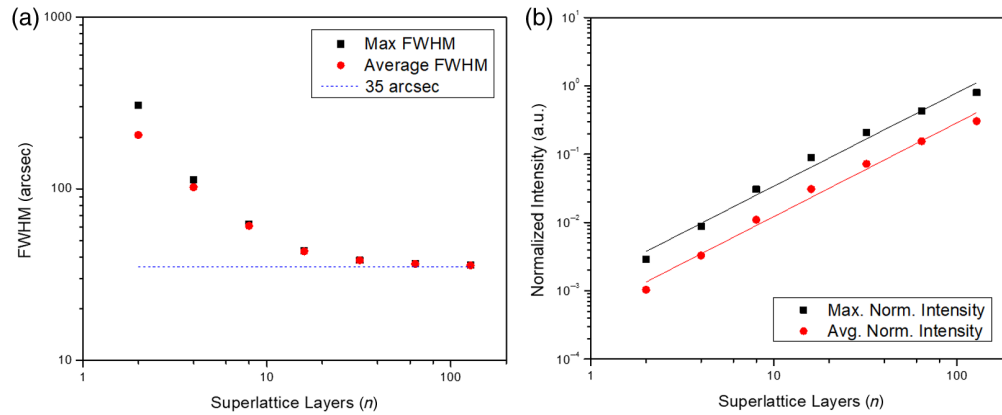 (a)
1000
100
10
FWHM (arcsec)
Max FWHM
Average FWHM
35 arcsec
1
10
100
Superlattice Layers (n)
(b)
10¹
10⁰
10⁻¹
10⁻²
10⁻³
10⁻⁴
Normalized Intensity (a.u.)
Max. Norm. Intensity
Avg. Norm. Intensity
1
10
100
Superlattice Layers (n)